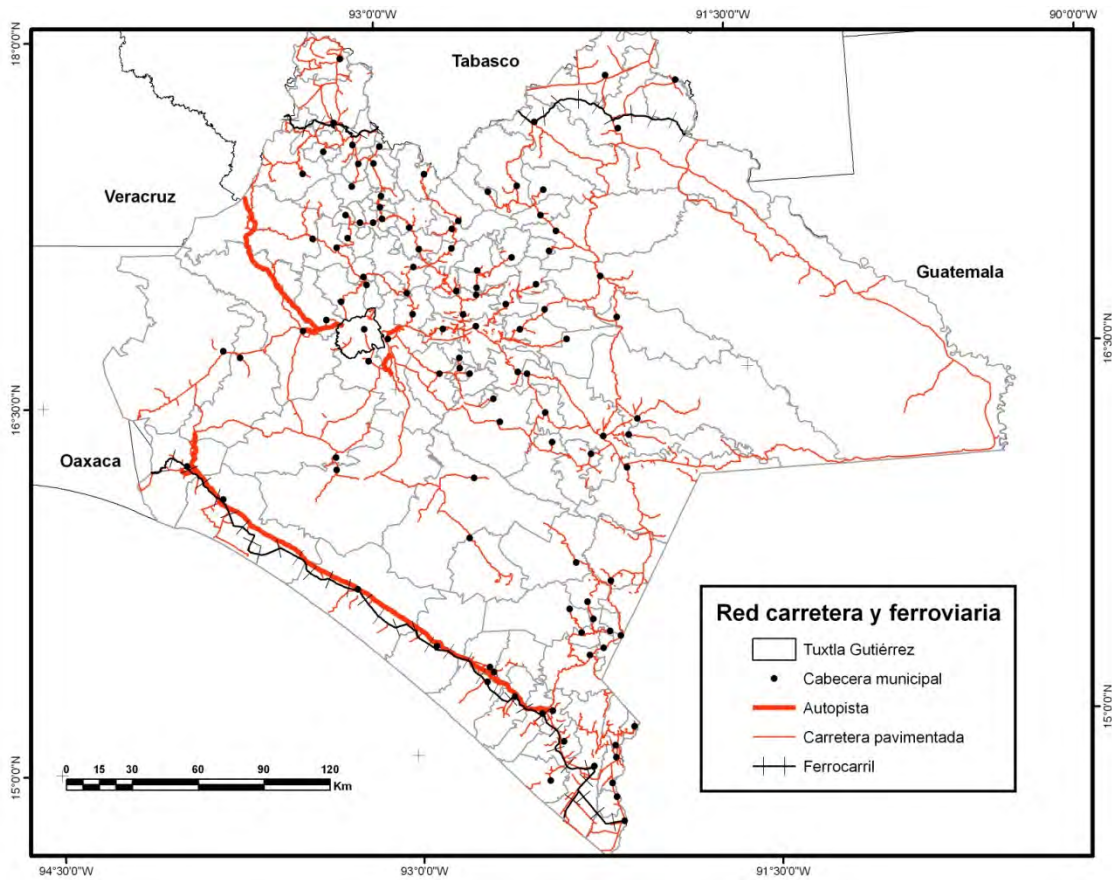 93°0'0"W
91°30'0"W
90°0'0"W
18°0'0"N
Tabasco
Veracruz
Guatemala
16°30'0"N
16°30'0"N
Oaxaca
Red carretera y ferroviaria
Tuxtla Gutiérrez
Cabecera municipal
Autopista
Carretera pavimentada
Ferrocarril
15°0'0"N
15°0'0"N
0 15 30 60 90 120
Km
94°30'0"W
93°0'0"W
91°30'0"W